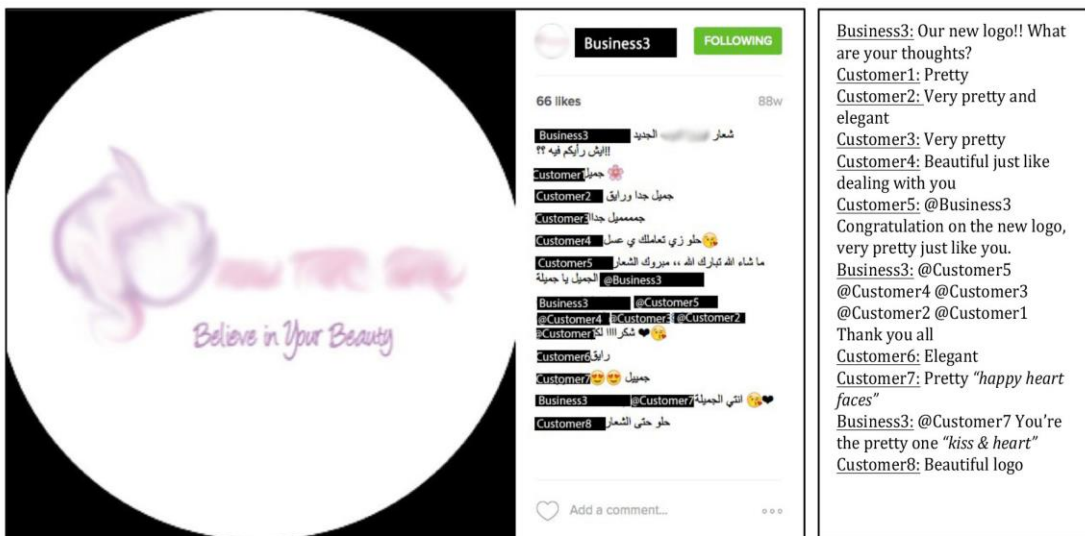 Believe in Your Beauty
Business3
FOLLOWING
66 likes
88w
Business3 شعار الجديد
!!ايش رأيكم فيه ؟؟
Customer1 جميل🌸
Customer2 جميل جدا ورايق
Customer3 جمممميل جداا
Customer4 حلو زي تعاملك ي عسل😘
Customer5 ما شاء الله تبارك الله ،، مبروك الشعار
الجميل يا جميلة @Business3
Business3 @Customer5
@Customer4 @Customer3 @Customer2
@Customer1 شكراااا لك❤😘
Customer6 رايق
Customer7 جمييل 😍😍
Business3 @Customer7 انتي الجميلة😘❤
Customer8 حلو حتى الشعار
Add a comment...
Business3: Our new logo!! What
are your thoughts?
Customer1: Pretty
Customer2: Very pretty and
elegant
Customer3: Very pretty
Customer4: Beautiful just like
dealing with you
Customer5: @Business3
Congratulation on the new logo,
very pretty just like you.
Business3: @Customer5
@Customer4 @Customer3
@Customer2 @Customer1
Thank you all
Customer6: Elegant
Customer7: Pretty “happy heart
faces”
Business3: @Customer7 You’re
the pretty one “kiss & heart”
Customer8: Beautiful logo